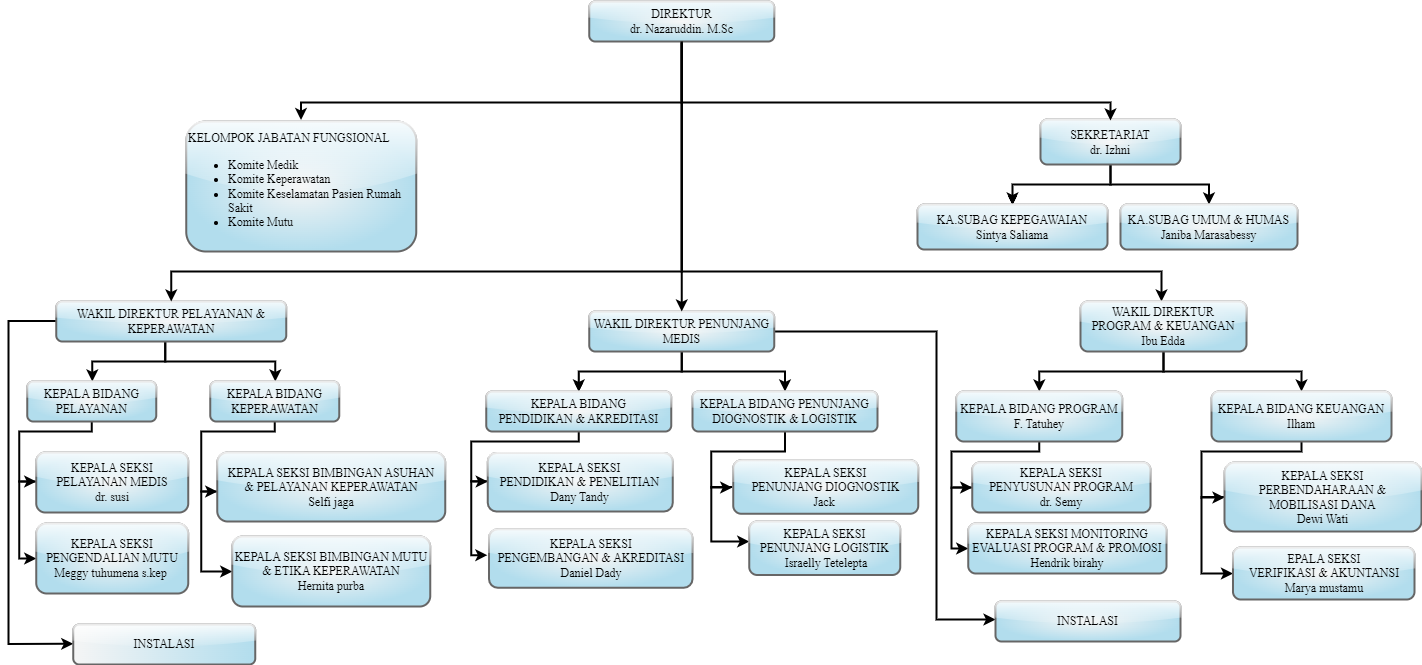 DIREKTUR
dr. Nazaruddin. M.Sc
KELOMPOK JABATAN FUNGSIONAL
• Komite Medik
• Komite Keperawatan
• Komite Keselamatan Pasien Rumah
Sakit
• Komite Mutu
SEKRETARIAT
dr. Izhni
KA.SUBAG KEPEGAWAIAN
Sintya Saliama
KA.SUBAG UMUM & HUMAS
Janiba Marasabessy
WAKIL DIREKTUR PELAYANAN &
KEPERAWATAN
WAKIL DIREKTUR PENUNJANG
MEDIS
WAKIL DIREKTUR
PROGRAM & KEUANGAN
Ibu Edda
KEPALA BIDANG
PELAYANAN
KEPALA BIDANG
KEPERAWATAN
KEPALA BIDANG
PENDIDIKAN & AKREDITASI
KEPALA BIDANG PENUNJANG
DIOGNOSTIK & LOGISTIK
KEPALA BIDANG PROGRAM
F. Tatuhey
KEPALA BIDANG KEUANGAN
Ilham
KEPALA SEKSI
PELAYANAN MEDIS
dr. susi
KEPALA SEKSI BIMBINGAN ASUHAN
& PELAYANAN KEPERAWATAN
Selfi jaga
KEPALA SEKSI
PENDIDIKAN & PENELITIAN
Dany Tandy
KEPALA SEKSI
PENUNJANG DIOGNOSTIK
Jack
KEPALA SEKSI
PENYUSUNAN PROGRAM
dr. Semy
KEPALA SEKSI
PERBENDAHARAAN &
MOBILISASI DANA
Dewi Wati
KEPALA SEKSI
PENGENDALIAN MUTU
Meggy tuhumena s.kep
KEPALA SEKSI BIMBINGAN MUTU
& ETIKA KEPERAWATAN
Hernita purba
KEPALA SEKSI
PENGEMBANGAN & AKREDITASI
Daniel Dady
KEPALA SEKSI
PENUNJANG LOGISTIK
Israelly Tetelepta
KEPALA SEKSI MONITORING
EVALUASI PROGRAM & PROMOSI
Hendrik birahy
EPALA SEKSI
VERIFIKASI & AKUNTANSI
Marya mustamu
INSTALASI
INSTALASI